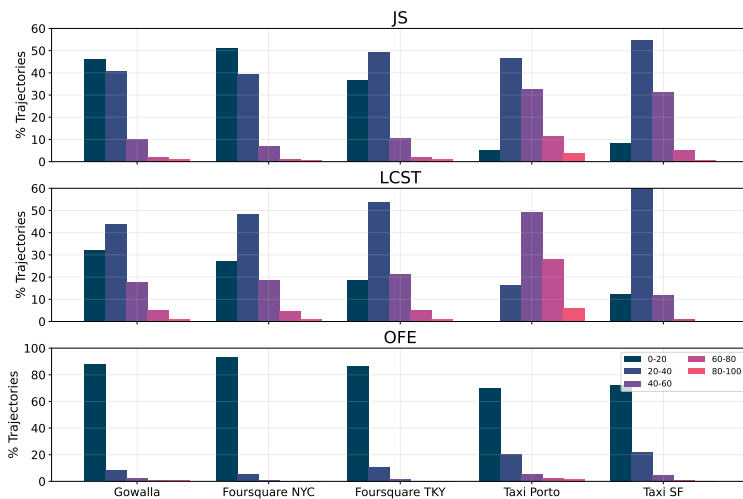 JS
60
50
40
30
20
10
0
% Trajectories
LCST
60
50
40
30
20
10
0
% Trajectories
OFE
100
80
60
40
20
0
% Trajectories
0-20
20-40
40-60
60-80
80-100
Gowalla
Foursquare NYC
Foursquare TKY
Taxi Porto
Taxi SF